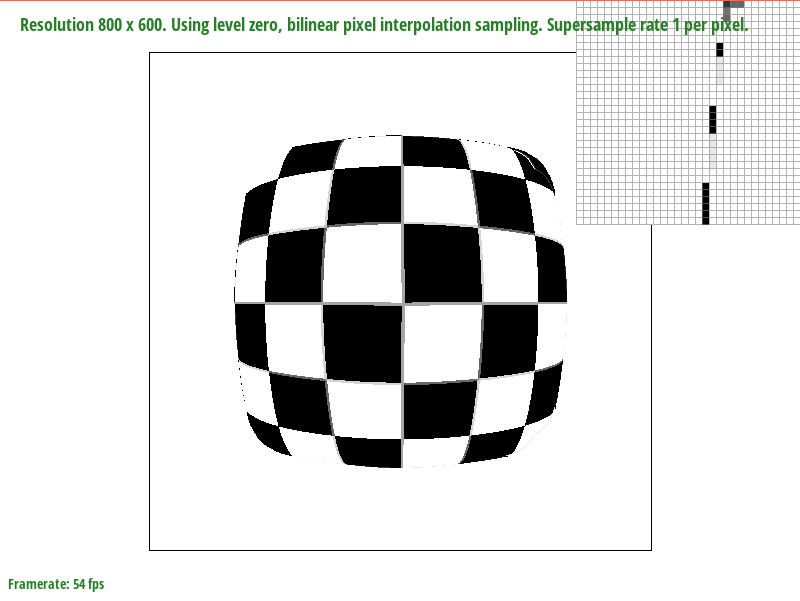 Resolution 800 x 600. Using level zero, bilinear pixel interpolation sampling. Supersample rate 1 per pixel.
Framerate: 54 fps